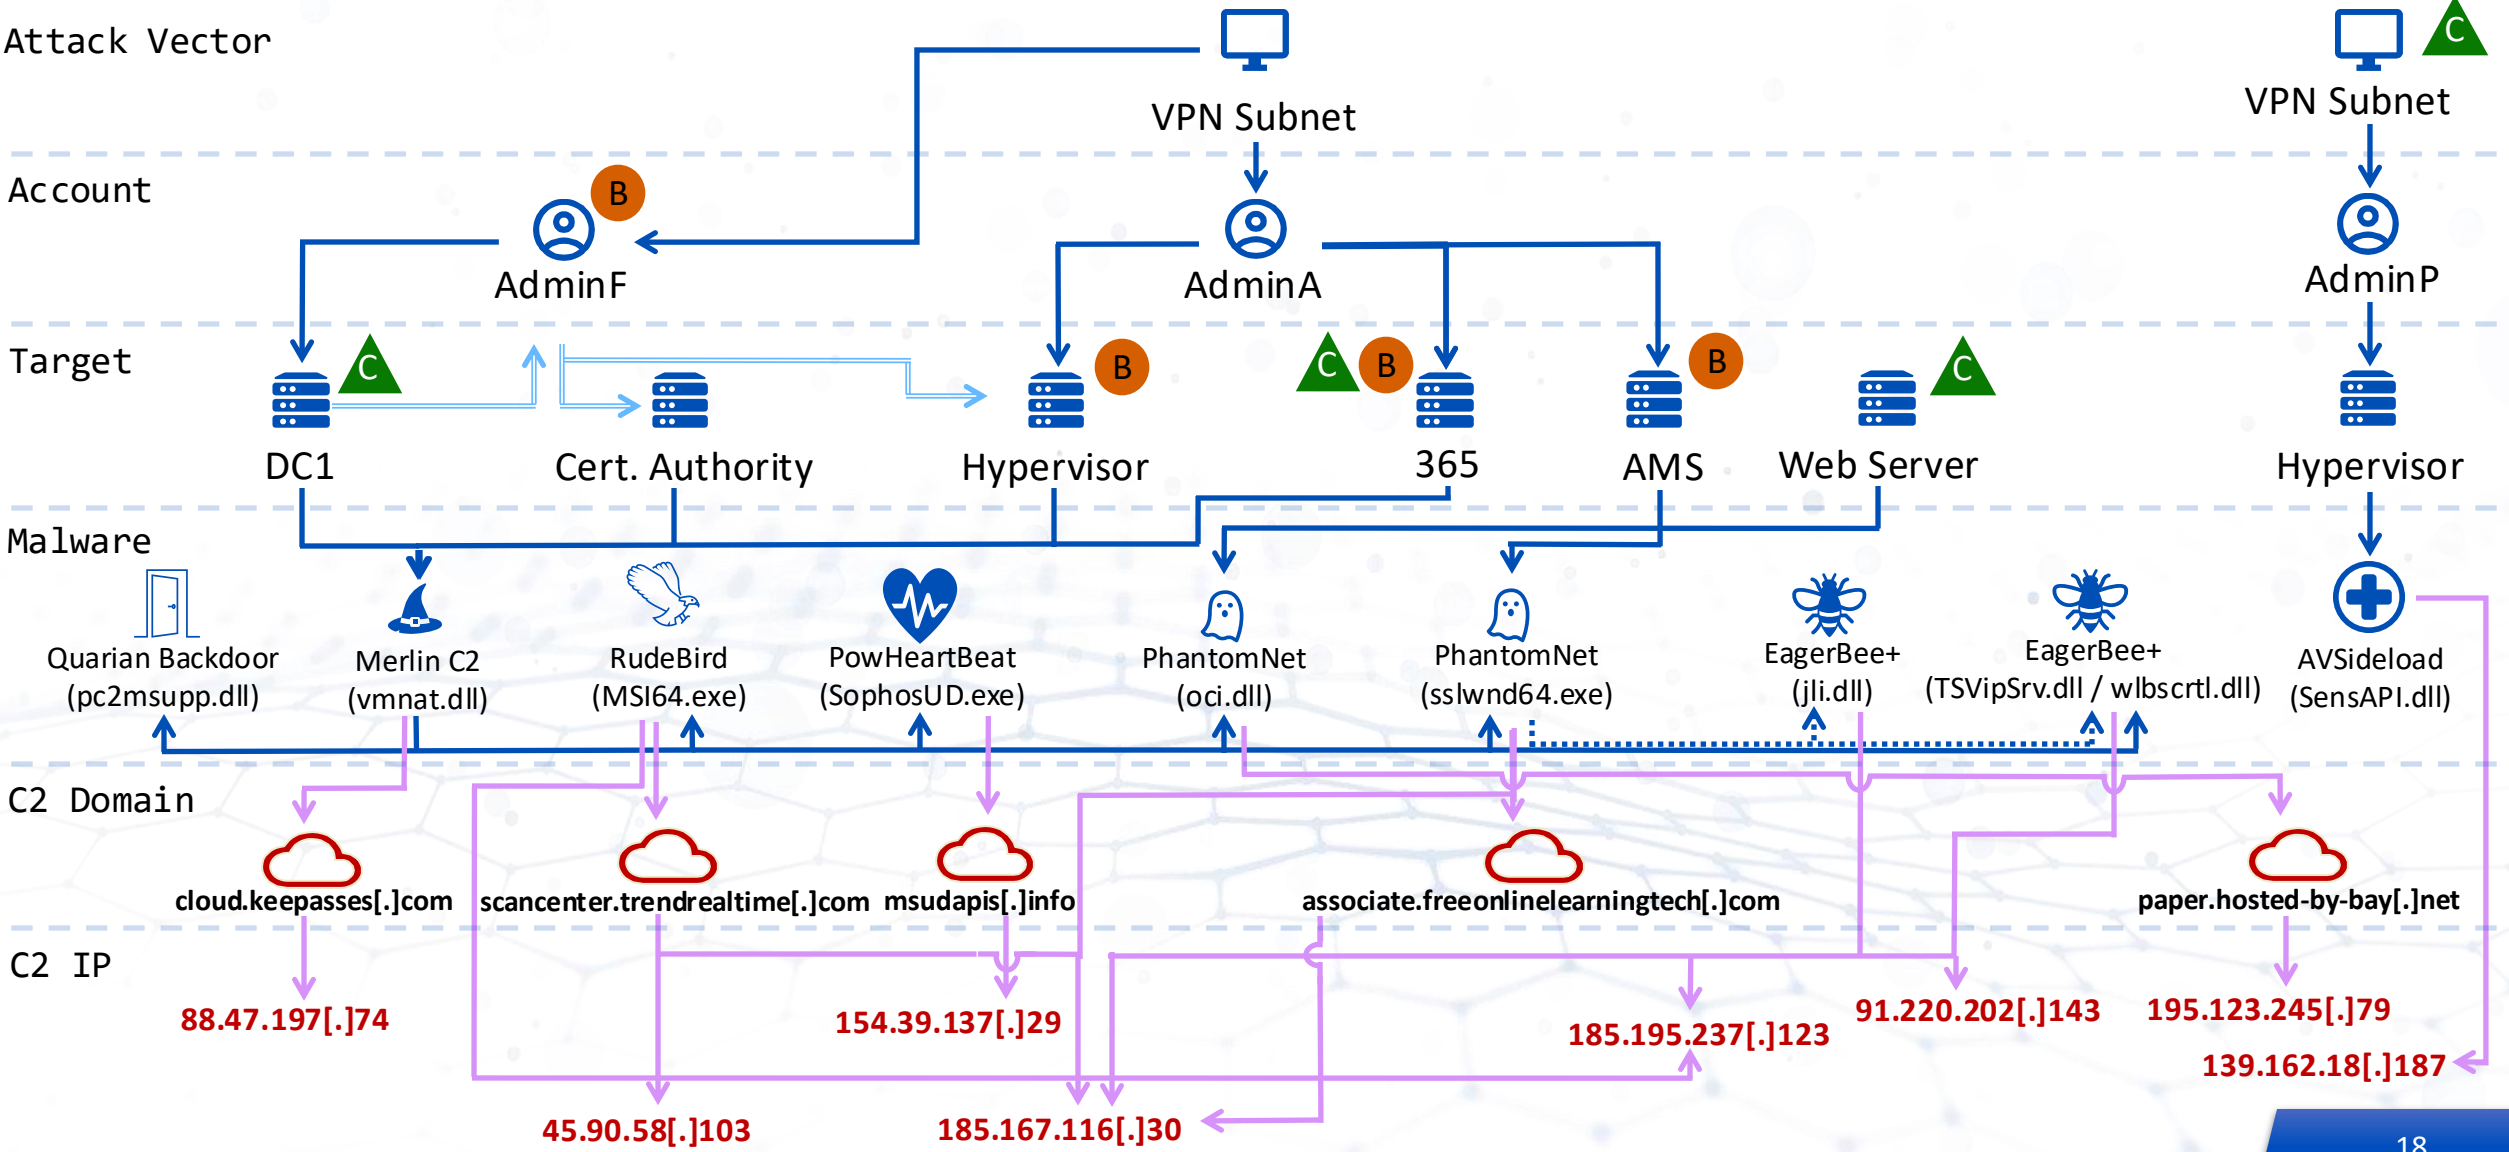 Attack Vector
C
VPN Subnet
VPN Subnet
Account
B
AdminF
AdminA
AdminP
Target
C
B
C
B
B
C
DC1
Cert. Authority
Hypervisor
365
AMS
Web Server
Hypervisor
Malware
Quarian Backdoor
(pc2msupp.dll)
Merlin C2
(vmnat.dll)
RudeBird
(MSI64.exe)
PowHeartBeat
(SophosUD.exe)
PhantomNet
(oci.dll)
PhantomNet
(sslwnd64.exe)
EagerBee+
(jli.dll)
EagerBee+
(TSVipSrv.dll / wlbscrtl.dll)
AVSideload
(SensAPI.dll)
C2 Domain
cloud.keepasses[.]com
scancenter.trendrealtime[.]com
msudapis[.]info
associate.freeonlinelearningtech[.]com
paper.hosted-by-bay[.]net
C2 IP
88.47.197[.]74
154.39.137[.]29
185.195.237[.]123
91.220.202[.]143
195.123.245[.]79
139.162.18[.]187
45.90.58[.]103
185.167.116[.]30
18